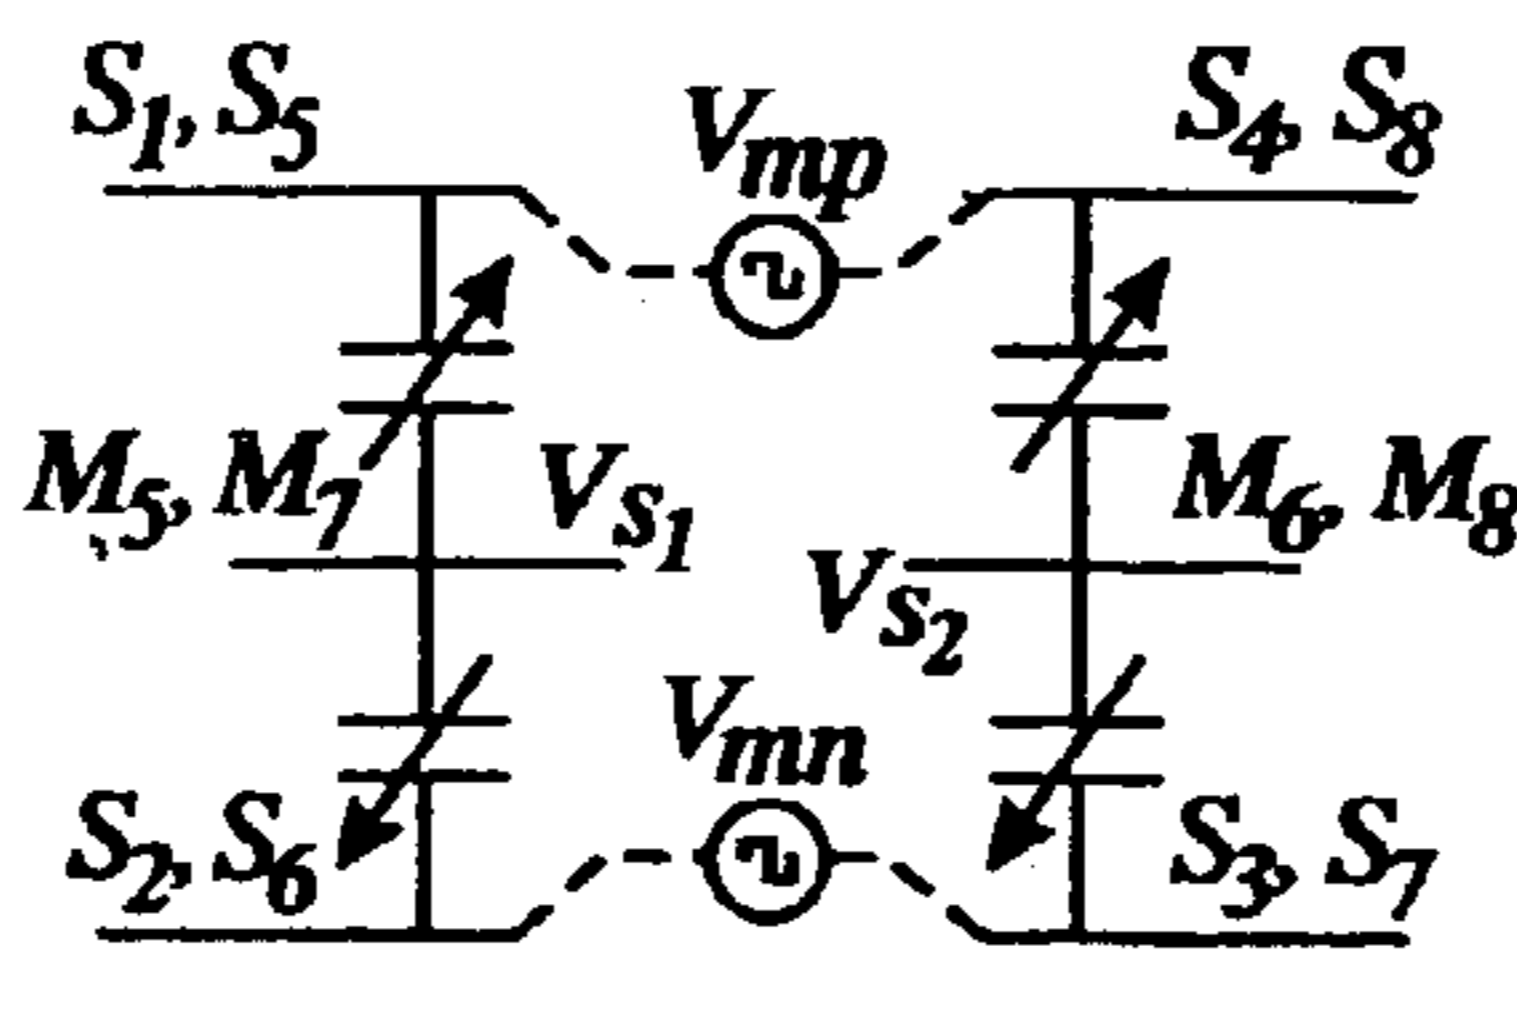 S1, S5
Vmp
S4, S8
M5, M7
VS1
VS2
M6, M8
Vmn
S2, S6
S3, S7